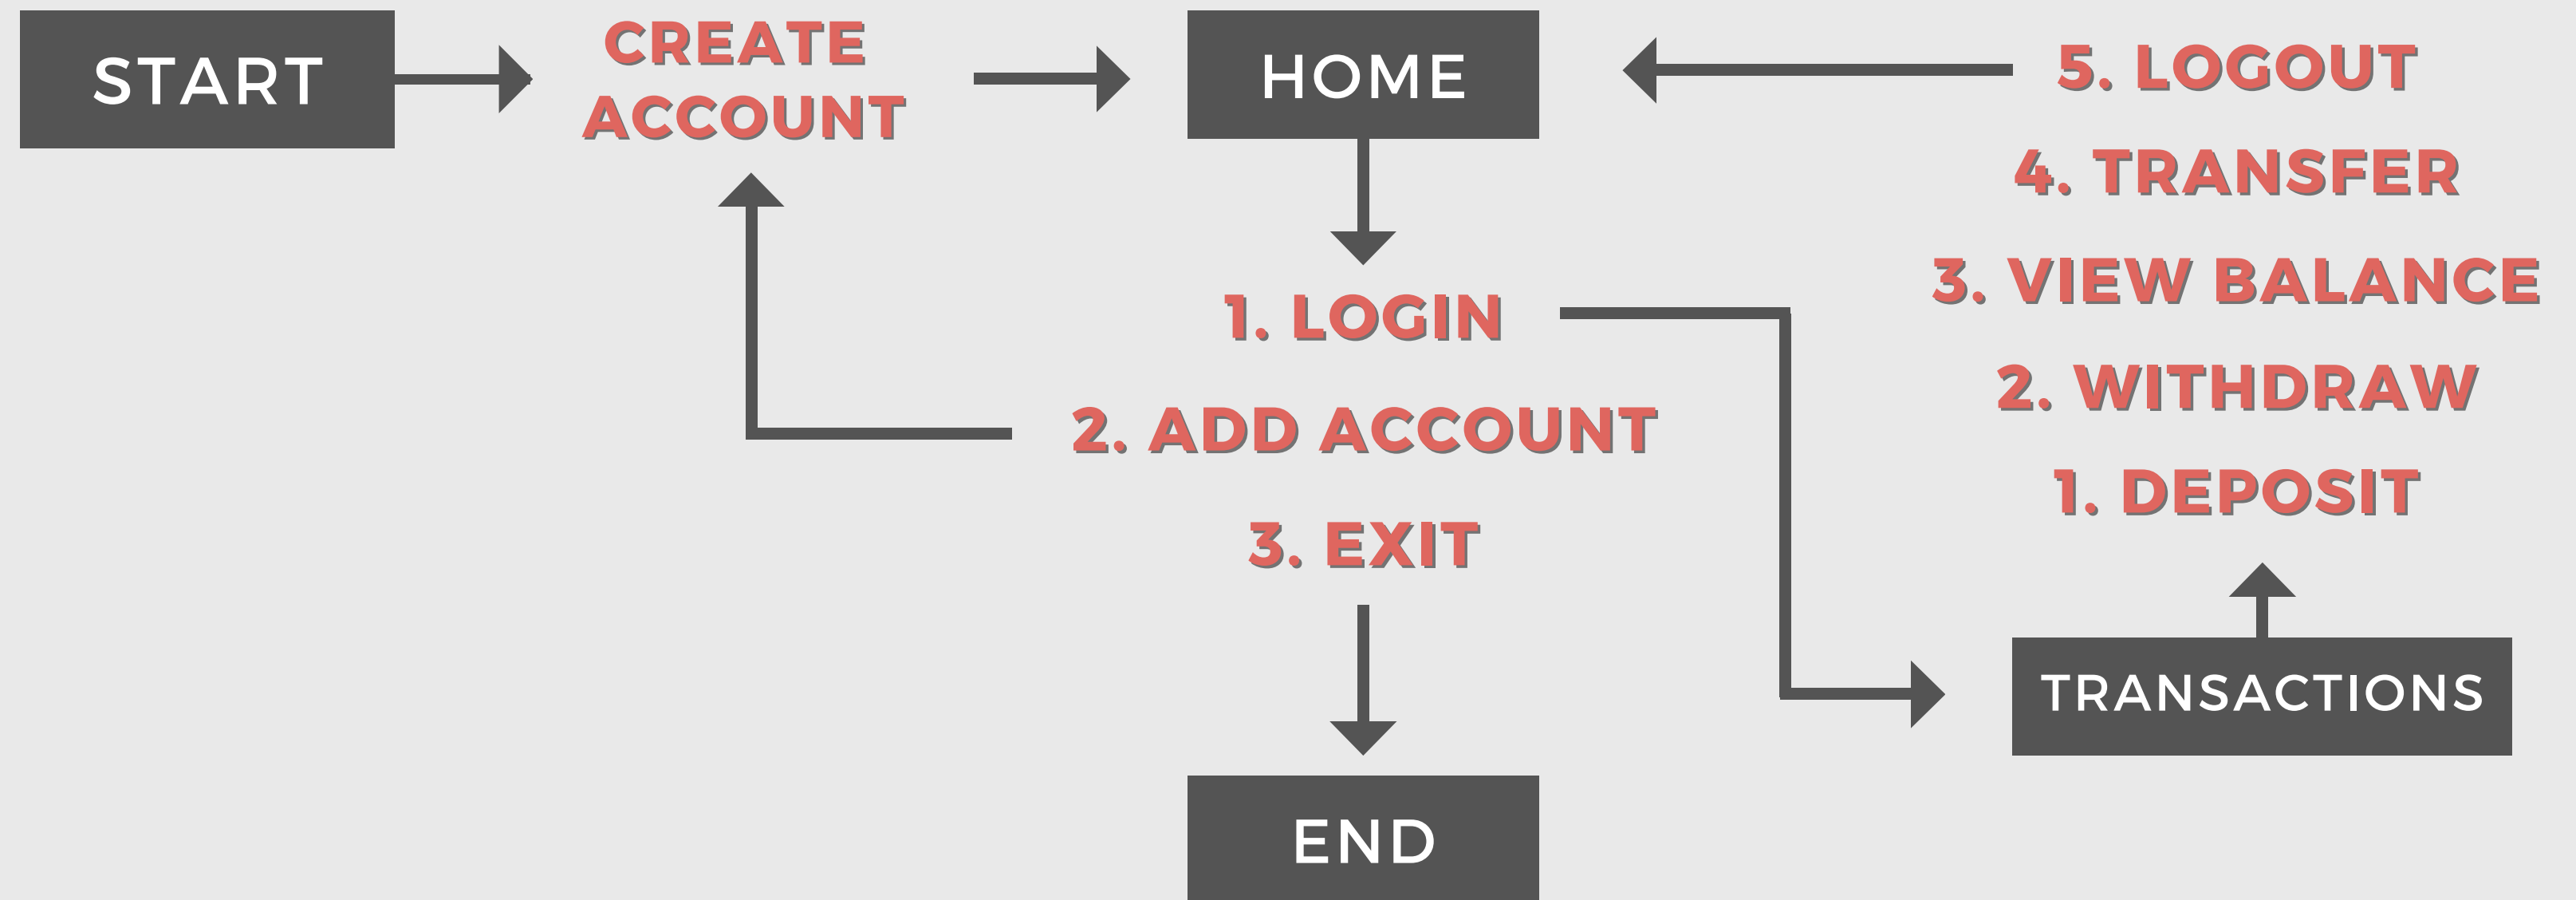 START
CREATE
ACCOUNT
HOME
1. LOGIN
2. ADD ACCOUNT
3. EXIT
END
5. LOGOUT
4. TRANSFER
3. VIEW BALANCE
2. WITHDRAW
1. DEPOSIT
TRANSACTIONS